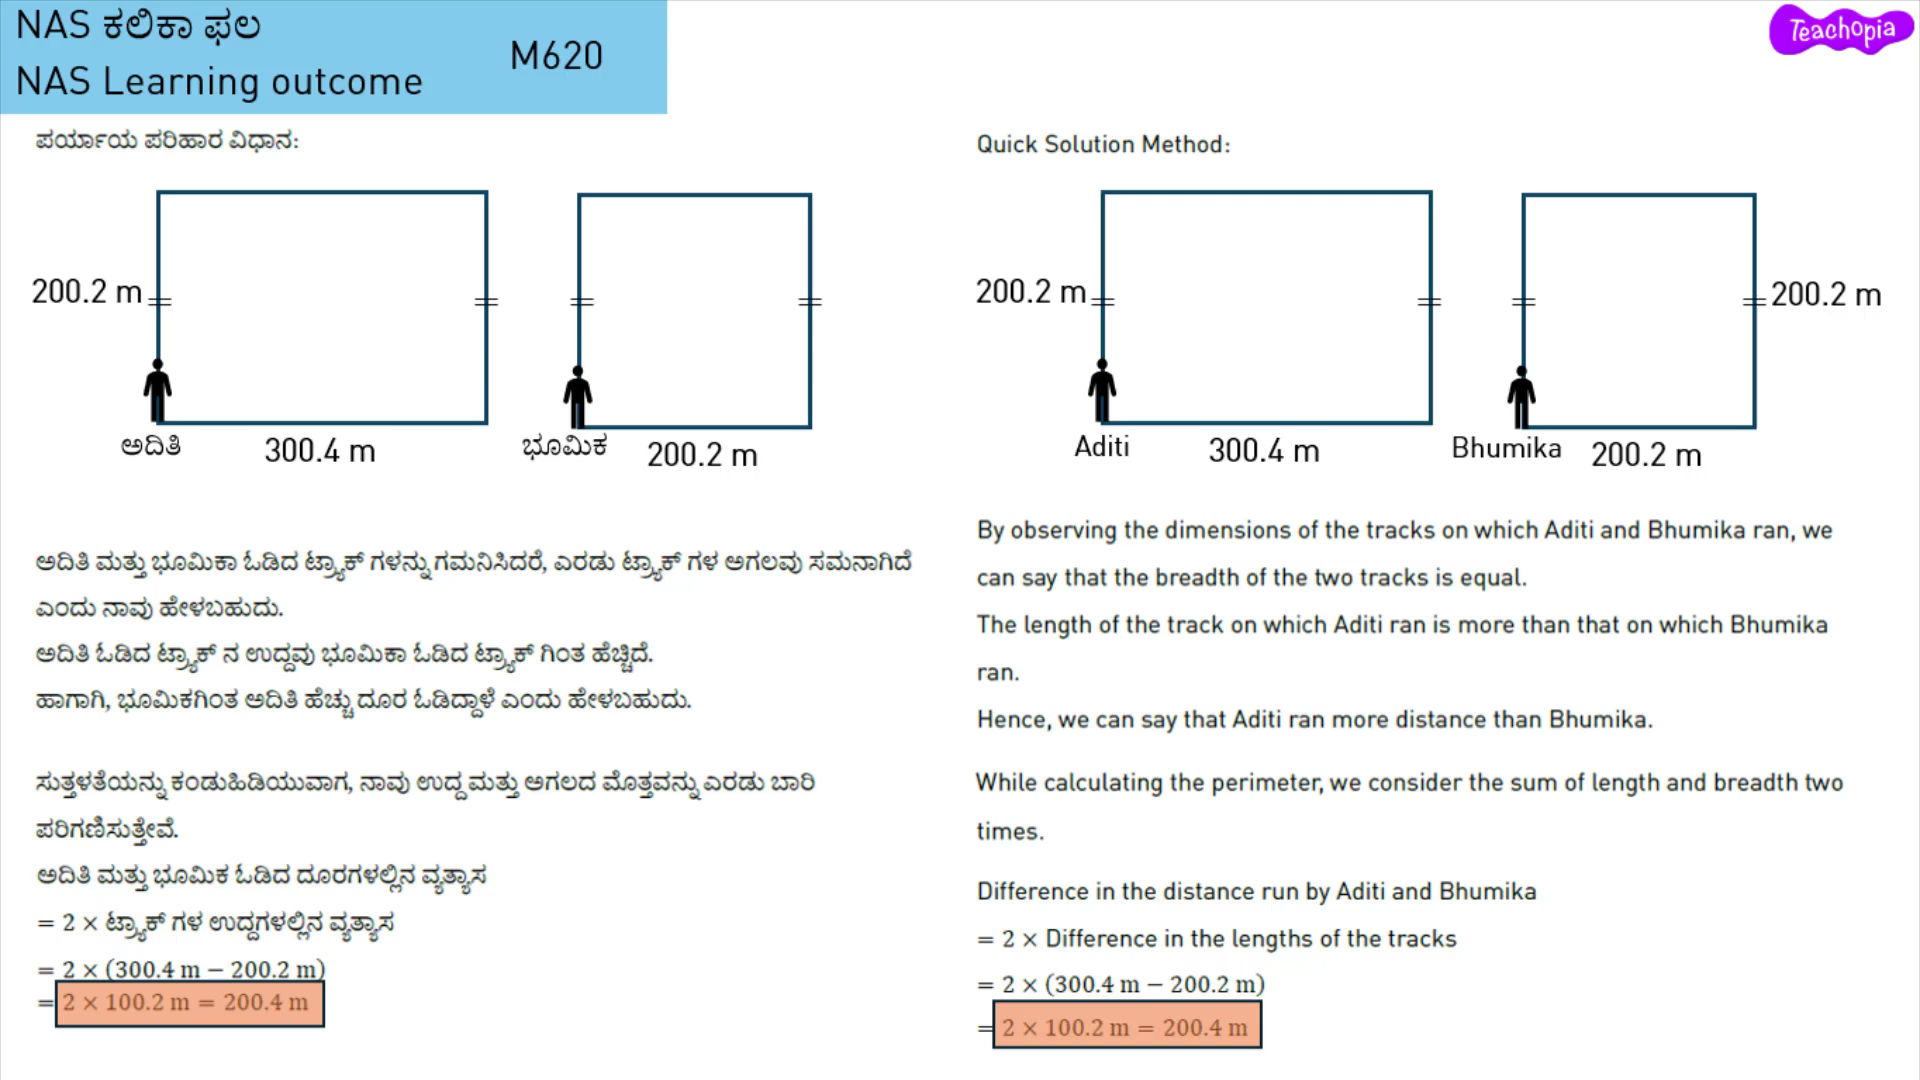 NAS ಕಲಿಕಾ ಫಲ
NAS Learning outcome
M620
Teachopia
ಪರ್ಯಾಯ ಪರಿಹಾರ ವಿಧಾನ:
200.2 m
ಅದಿತಿ
300.4 m
ಭೂಮಿಕ
200.2 m
ಅದಿತಿ ಮತ್ತು ಭೂಮಿಕಾ ಓಡಿದ ಟ್ರ್ಯಾಕ್ ಗಳನ್ನು ಗಮನಿಸಿದರೆ, ಎರಡು ಟ್ರ್ಯಾಕ್ ಗಳ ಅಗಲವು ಸಮನಾಗಿದೆ
ಎಂದು ನಾವು ಹೇಳಬಹುದು.
ಅದಿತಿ ಓಡಿದ ಟ್ರ್ಯಾಕ್ ನ ಉದ್ದವು ಭೂಮಿಕಾ ಓಡಿದ ಟ್ರ್ಯಾಕ್ ಗಿಂತ ಹೆಚ್ಚಿದೆ.
ಹಾಗಾಗಿ, ಭೂಮಿಕಗಿಂತ ಅದಿತಿ ಹೆಚ್ಚು ದೂರ ಓಡಿದ್ದಾಳೆ ಎಂದು ಹೇಳಬಹುದು.
ಸುತ್ತಳತೆಯನ್ನು ಕಂಡುಹಿಡಿಯುವಾಗ, ನಾವು ಉದ್ದ ಮತ್ತು ಅಗಲದ ಮೊತ್ತವನ್ನು ಎರಡು ಬಾರಿ
ಪರಿಗಣಿಸುತ್ತೇವೆ.
ಅದಿತಿ ಮತ್ತು ಭೂಮಿಕ ಓಡಿದ ದೂರಗಳಲ್ಲಿನ ವ್ಯತ್ಯಾಸ
= 2 × ಟ್ರ್ಯಾಕ್ ಗಳ ಉದ್ದಗಳಲ್ಲಿನ ವ್ಯತ್ಯಾಸ
= 2 × (300.4 m − 200.2 m)
= 2 × 100.2 m = 200.4 m
Quick Solution Method:
200.2 m
200.2 m
Aditi
300.4 m
Bhumika
200.2 m
By observing the dimensions of the tracks on which Aditi and Bhumika ran, we
can say that the breadth of the two tracks is equal.
The length of the track on which Aditi ran is more than that on which Bhumika
ran.
Hence, we can say that Aditi ran more distance than Bhumika.
While calculating the perimeter, we consider the sum of length and breadth two
times.
Difference in the distance run by Aditi and Bhumika
= 2 × Difference in the lengths of the tracks
= 2 × (300.4 m − 200.2 m)
= 2 × 100.2 m = 200.4 m